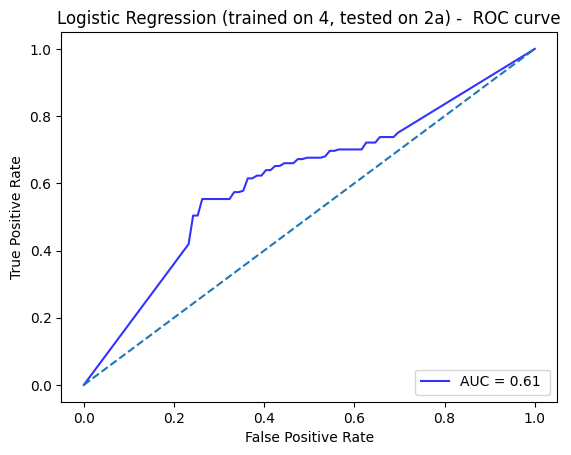 Logistic Regression (trained on 4, tested on 2a) -  ROC curve
1.0
0.8
0.6
0.4
0.2
0.0
True Positive Rate
AUC = 0.61
0.0 0.2 0.4 0.6 0.8 1.0
False Positive Rate